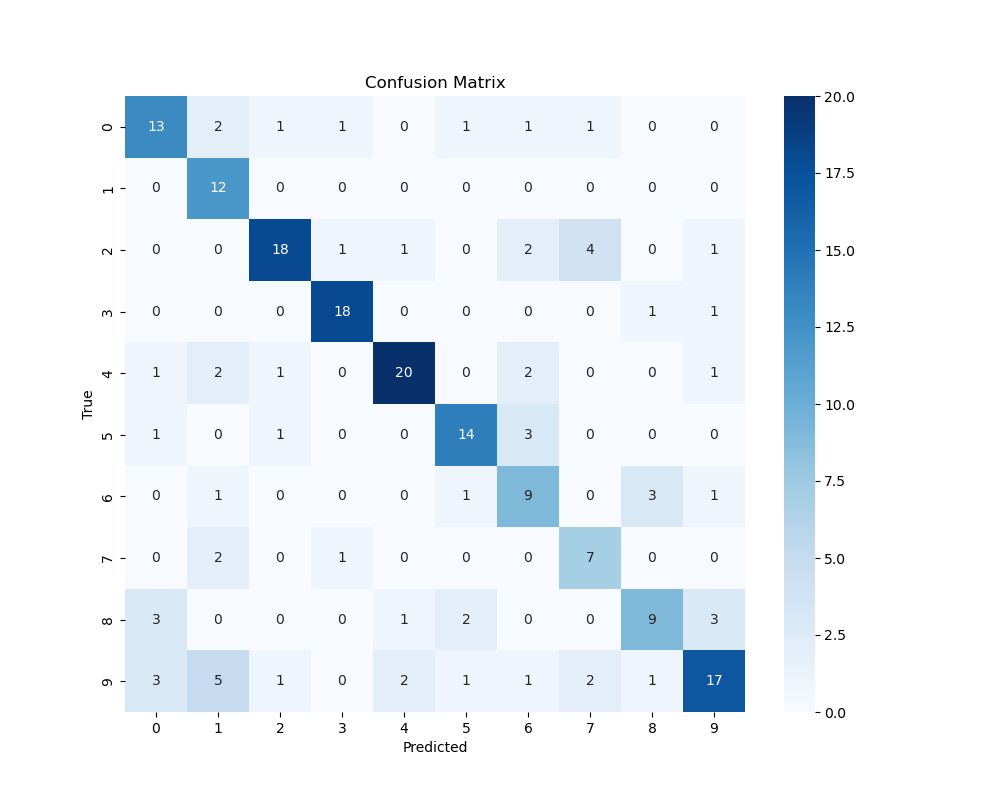 Confusion Matrix
0 13 2 1 1 0 1 1 1 0 0
1 0 12 0 0 0 0 0 0 0 0
2 0 0 18 1 1 0 2 4 0 1
3 0 0 0 18 0 0 0 0 1 1
4 1 2 1 0 20 0 2 0 0 1
5 1 0 1 0 0 14 3 0 0 0
6 0 1 0 0 0 1 9 0 3 1
7 0 2 0 1 0 0 0 7 0 0
8 3 0 0 0 1 2 0 0 9 3
9 3 5 1 0 2 1 1 2 1 17
0 1 2 3 4 5 6 7 8 9
Predicted
True
20.0
17.5
15.0
12.5
10.0
7.5
5.0
2.5
0.0